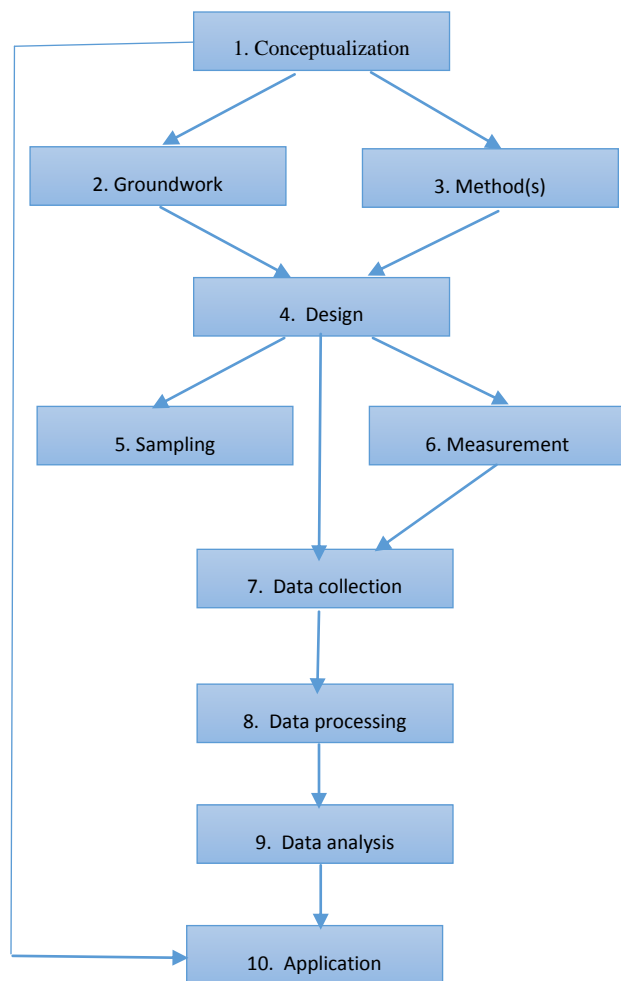 1. Conceptualization
2. Groundwork
3. Method(s)
4. Design
5. Sampling
6. Measurement
7. Data collection
8. Data processing
9. Data analysis
10. Application